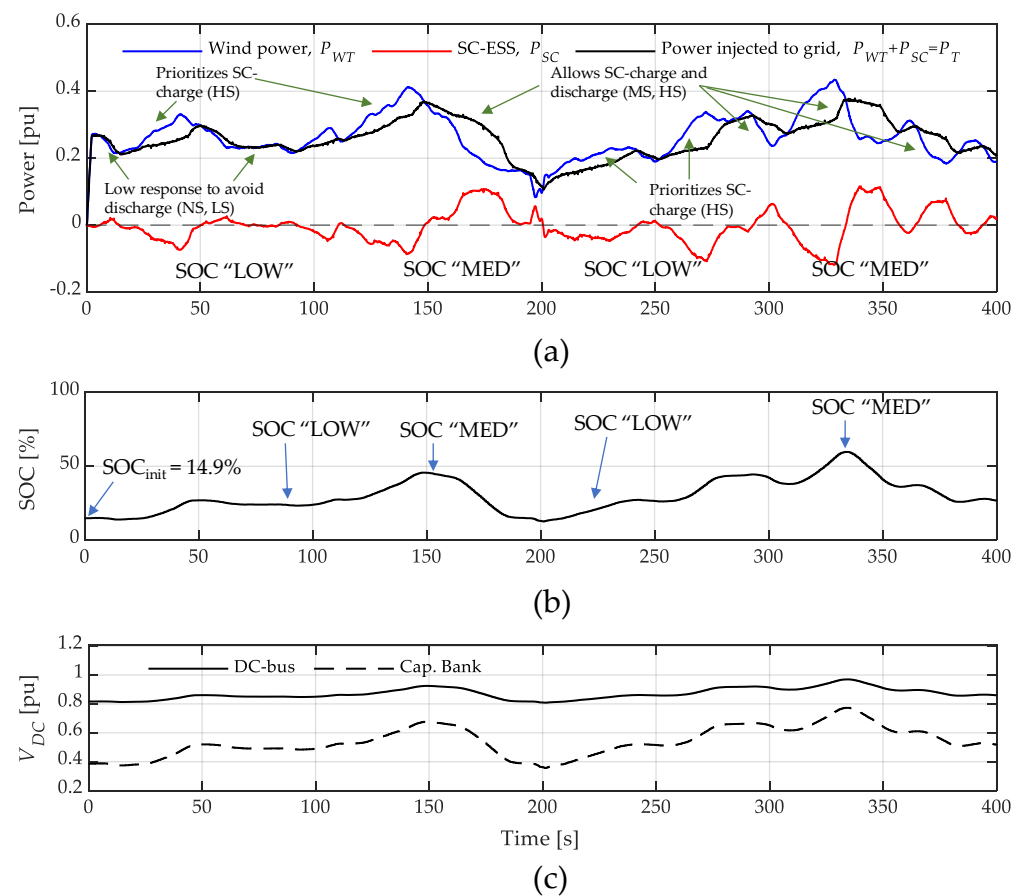 0.6
Wind power, P_WT SC-ESS, P_SC Power injected to grid, P_WT+P_SC=P_T
Prioritizes SC-
charge (HS)
Allows SC-charge and
discharge (MS, HS)
0.4
Power [pu]
0.2
Low response to avoid
discharge (NS, LS)
Prioritizes SC-
charge (HS)
0
SOC “LOW” SOC “MED” SOC “LOW” SOC “MED”
-0.2
0 50 100 150 200 250 300 350 400
(a)
100
SOC “LOW” SOC “MED” SOC “LOW” SOC “MED”
SOC [%]
50
SOCinit = 14.9%
0
0 50 100 150 200 250 300 350 400
(b)
1.2
DC-bus Cap. Bank
1
0.8
V_DC [pu]
0.6
0.4
0.2
0 50 100 150 200 250 300 350 400
Time [s]
(c)